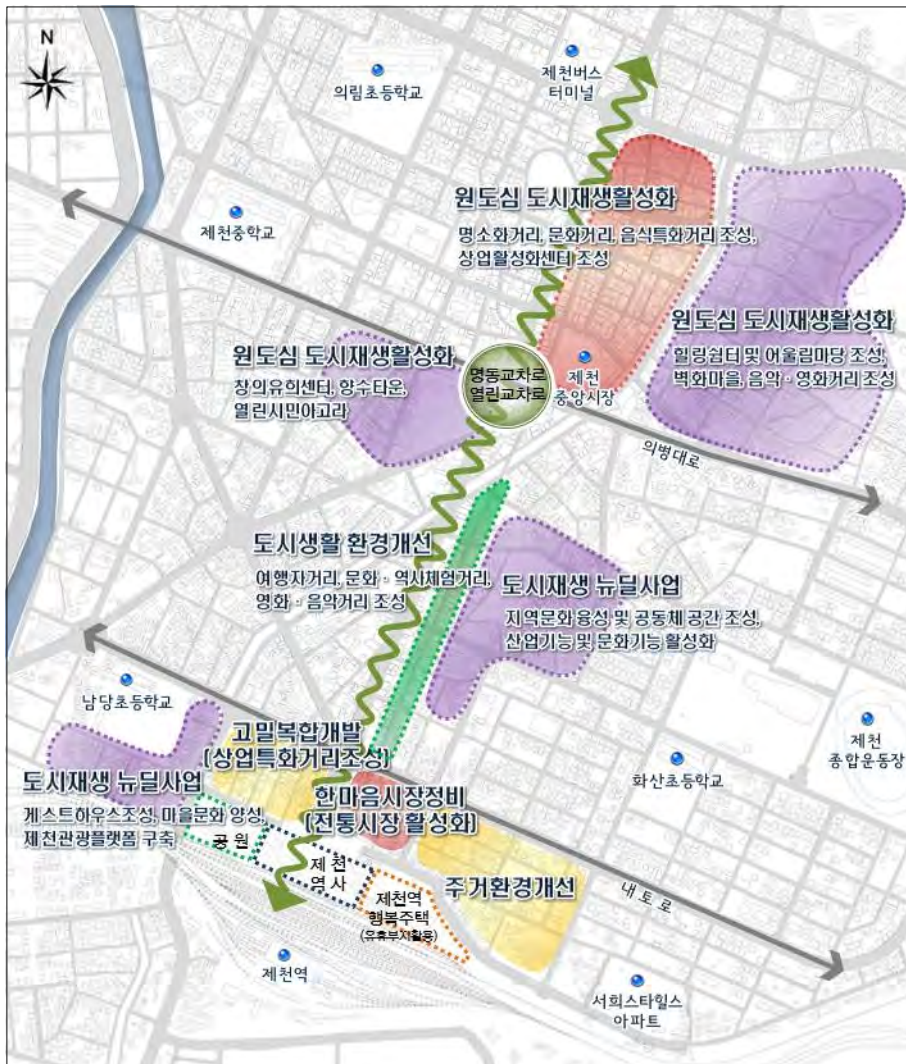 N
의림초등학교
제천버스
터미널
제천중학교
원도심 도시재생활성화
명소화거리, 문화거리, 음식특화거리 조성,
상업활성화센터 조성
원도심 도시재생활성화
힐링쉼터 및 어울림마당 조성,
벽화마을, 음악·영화거리 조성
원도심 도시재생활성화
창의유희센터, 향수타운,
열린시민아고라
명동교차로
열린교차로
제천
중앙시장
의병대로
도시생활 환경개선
여행자거리, 문화·역사체험거리,
영화·음악거리 조성
도시재생 뉴딜사업
지역문화 융성 및 공동체 공간 조성,
산업기능 및 문화기능 활성화
남당초등학교
고밀복합개발
(상업특화거리조성)
화산초등학교
제천
종합운동장
도시재생 뉴딜사업
게스트하우스조성, 마을문화 양성,
제천관광플랫폼 구축
한마음시장정비
(전통시장 활성화)
공원
제천
역사
제천역
행복주택
(유휴부지활용)
주거환경개선
내토로
제천역
서희스타힐스
아파트